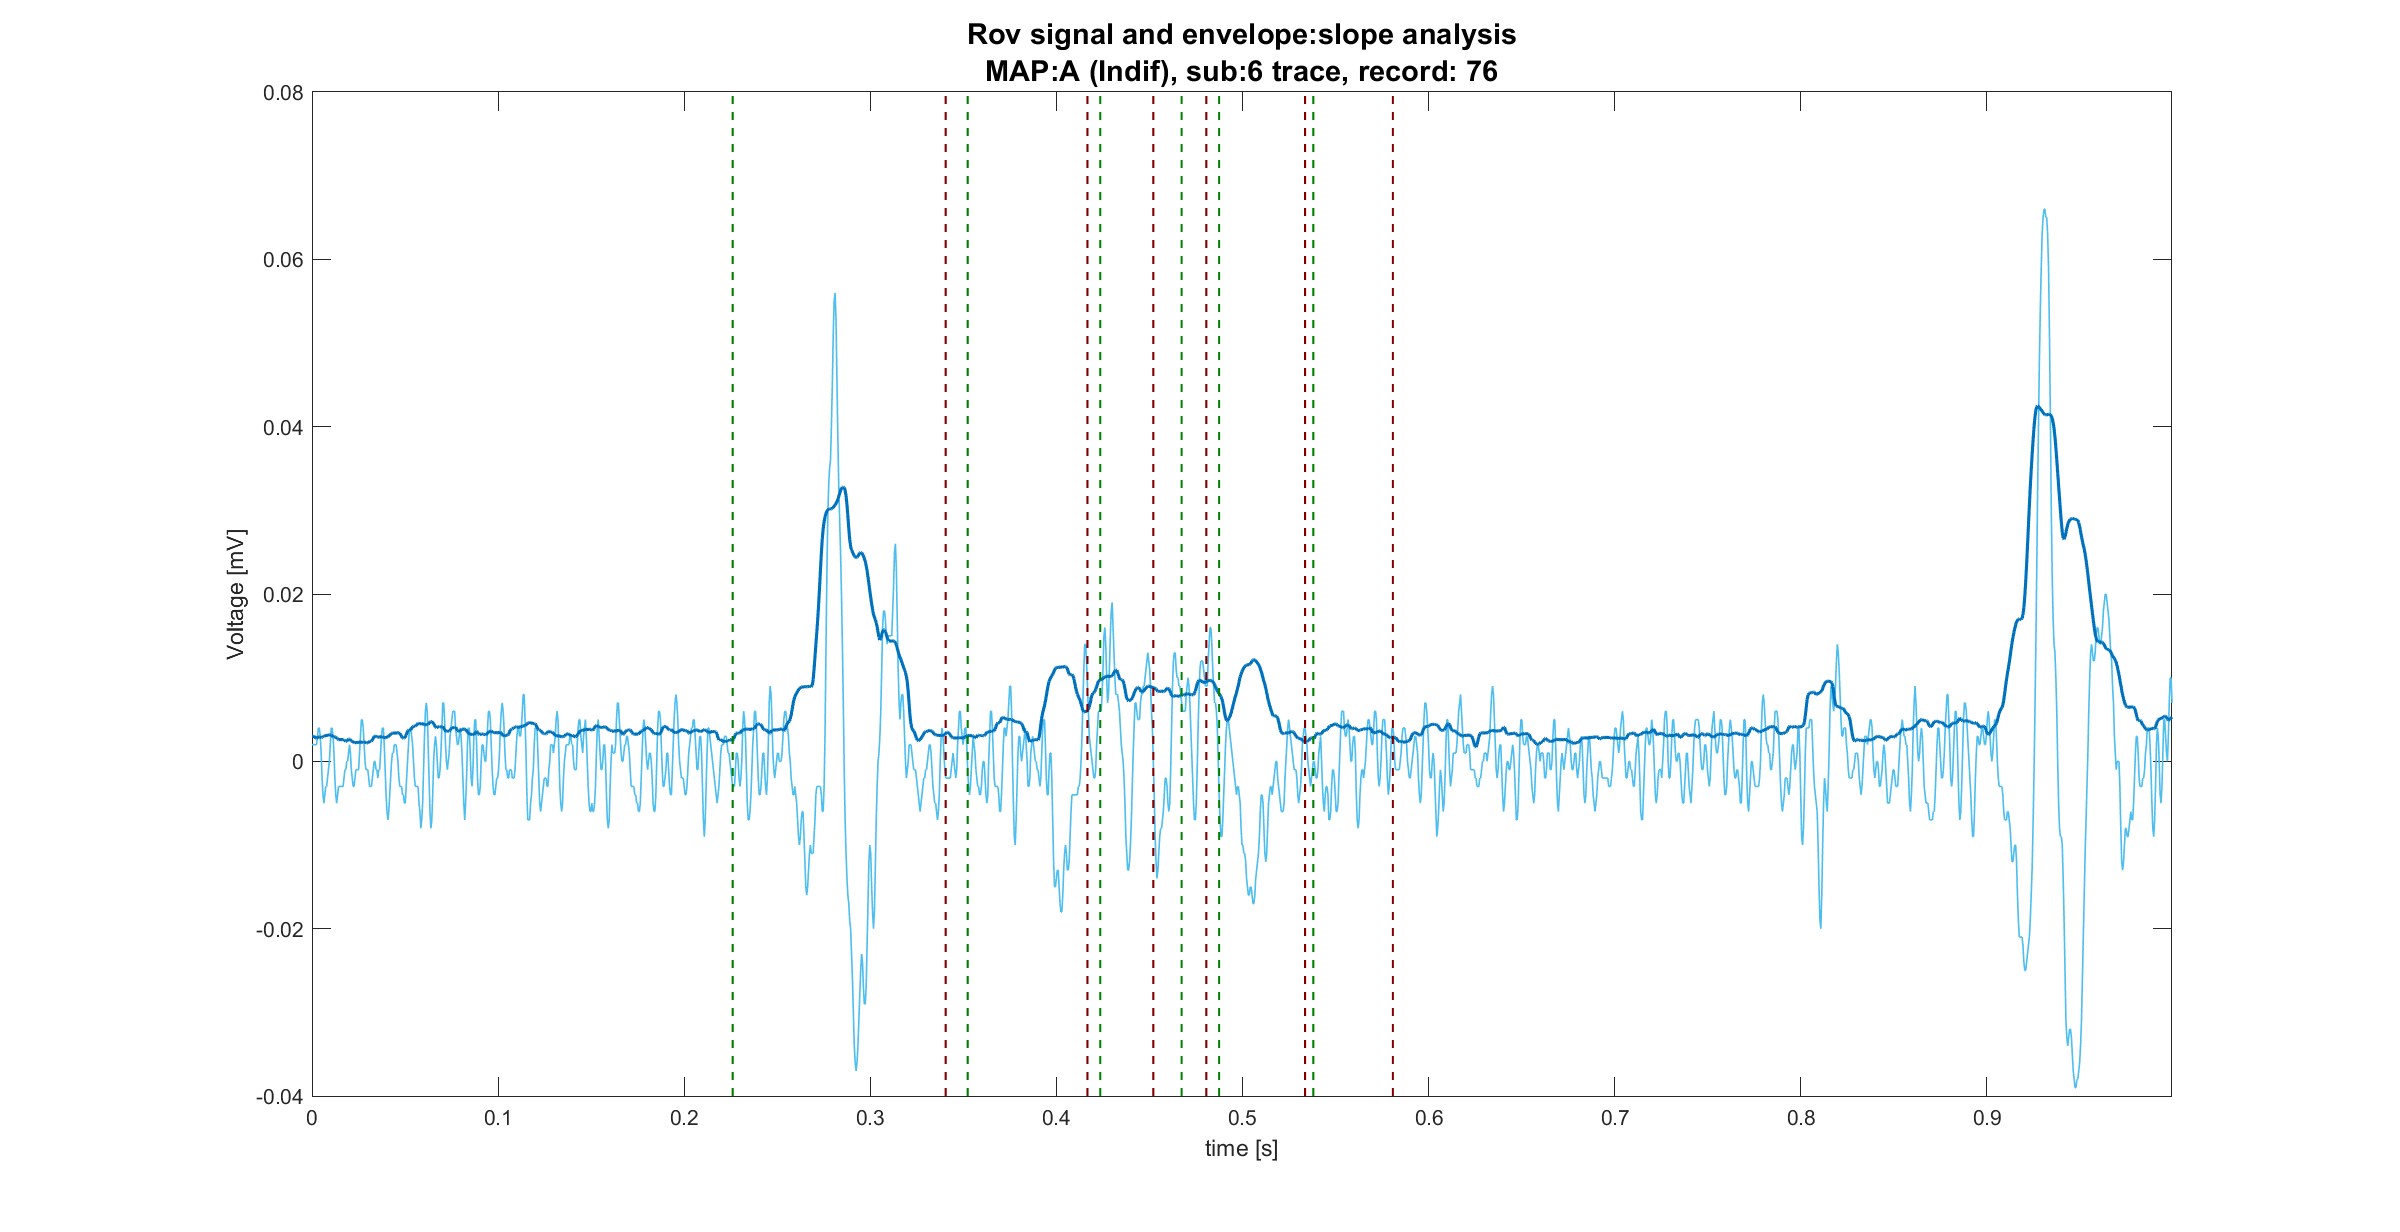 Rov signal and envelope:slope analysis
MAP:A (Indif), sub:6 trace, record: 76
0.08
0.06
0.04
0.02
0
-0.02
-0.04
Voltage [mV]
0 0.1 0.2 0.3 0.4 0.5 0.6 0.7 0.8 0.9
time [s]